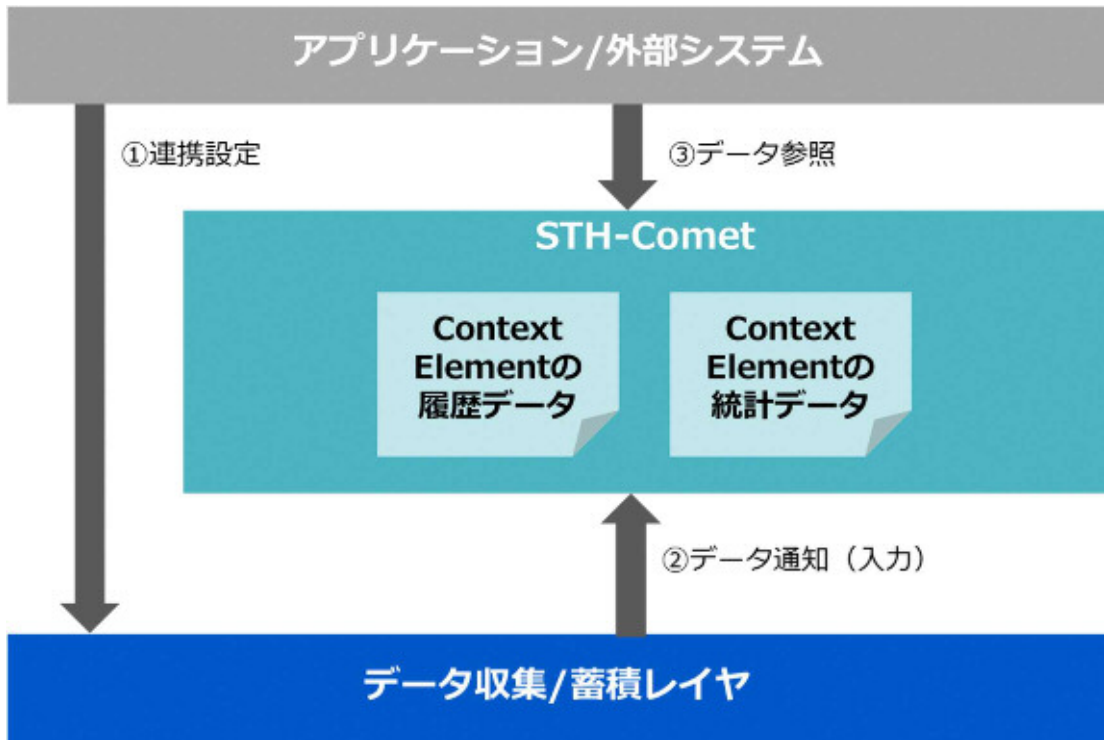 アプリケーション/外部システム
①連携設定
③データ参照
STH-Comet
Context
Elementの
履歴データ
Context
Elementの
統計データ
②データ通知（入力）
データ収集/蓄積レイヤ